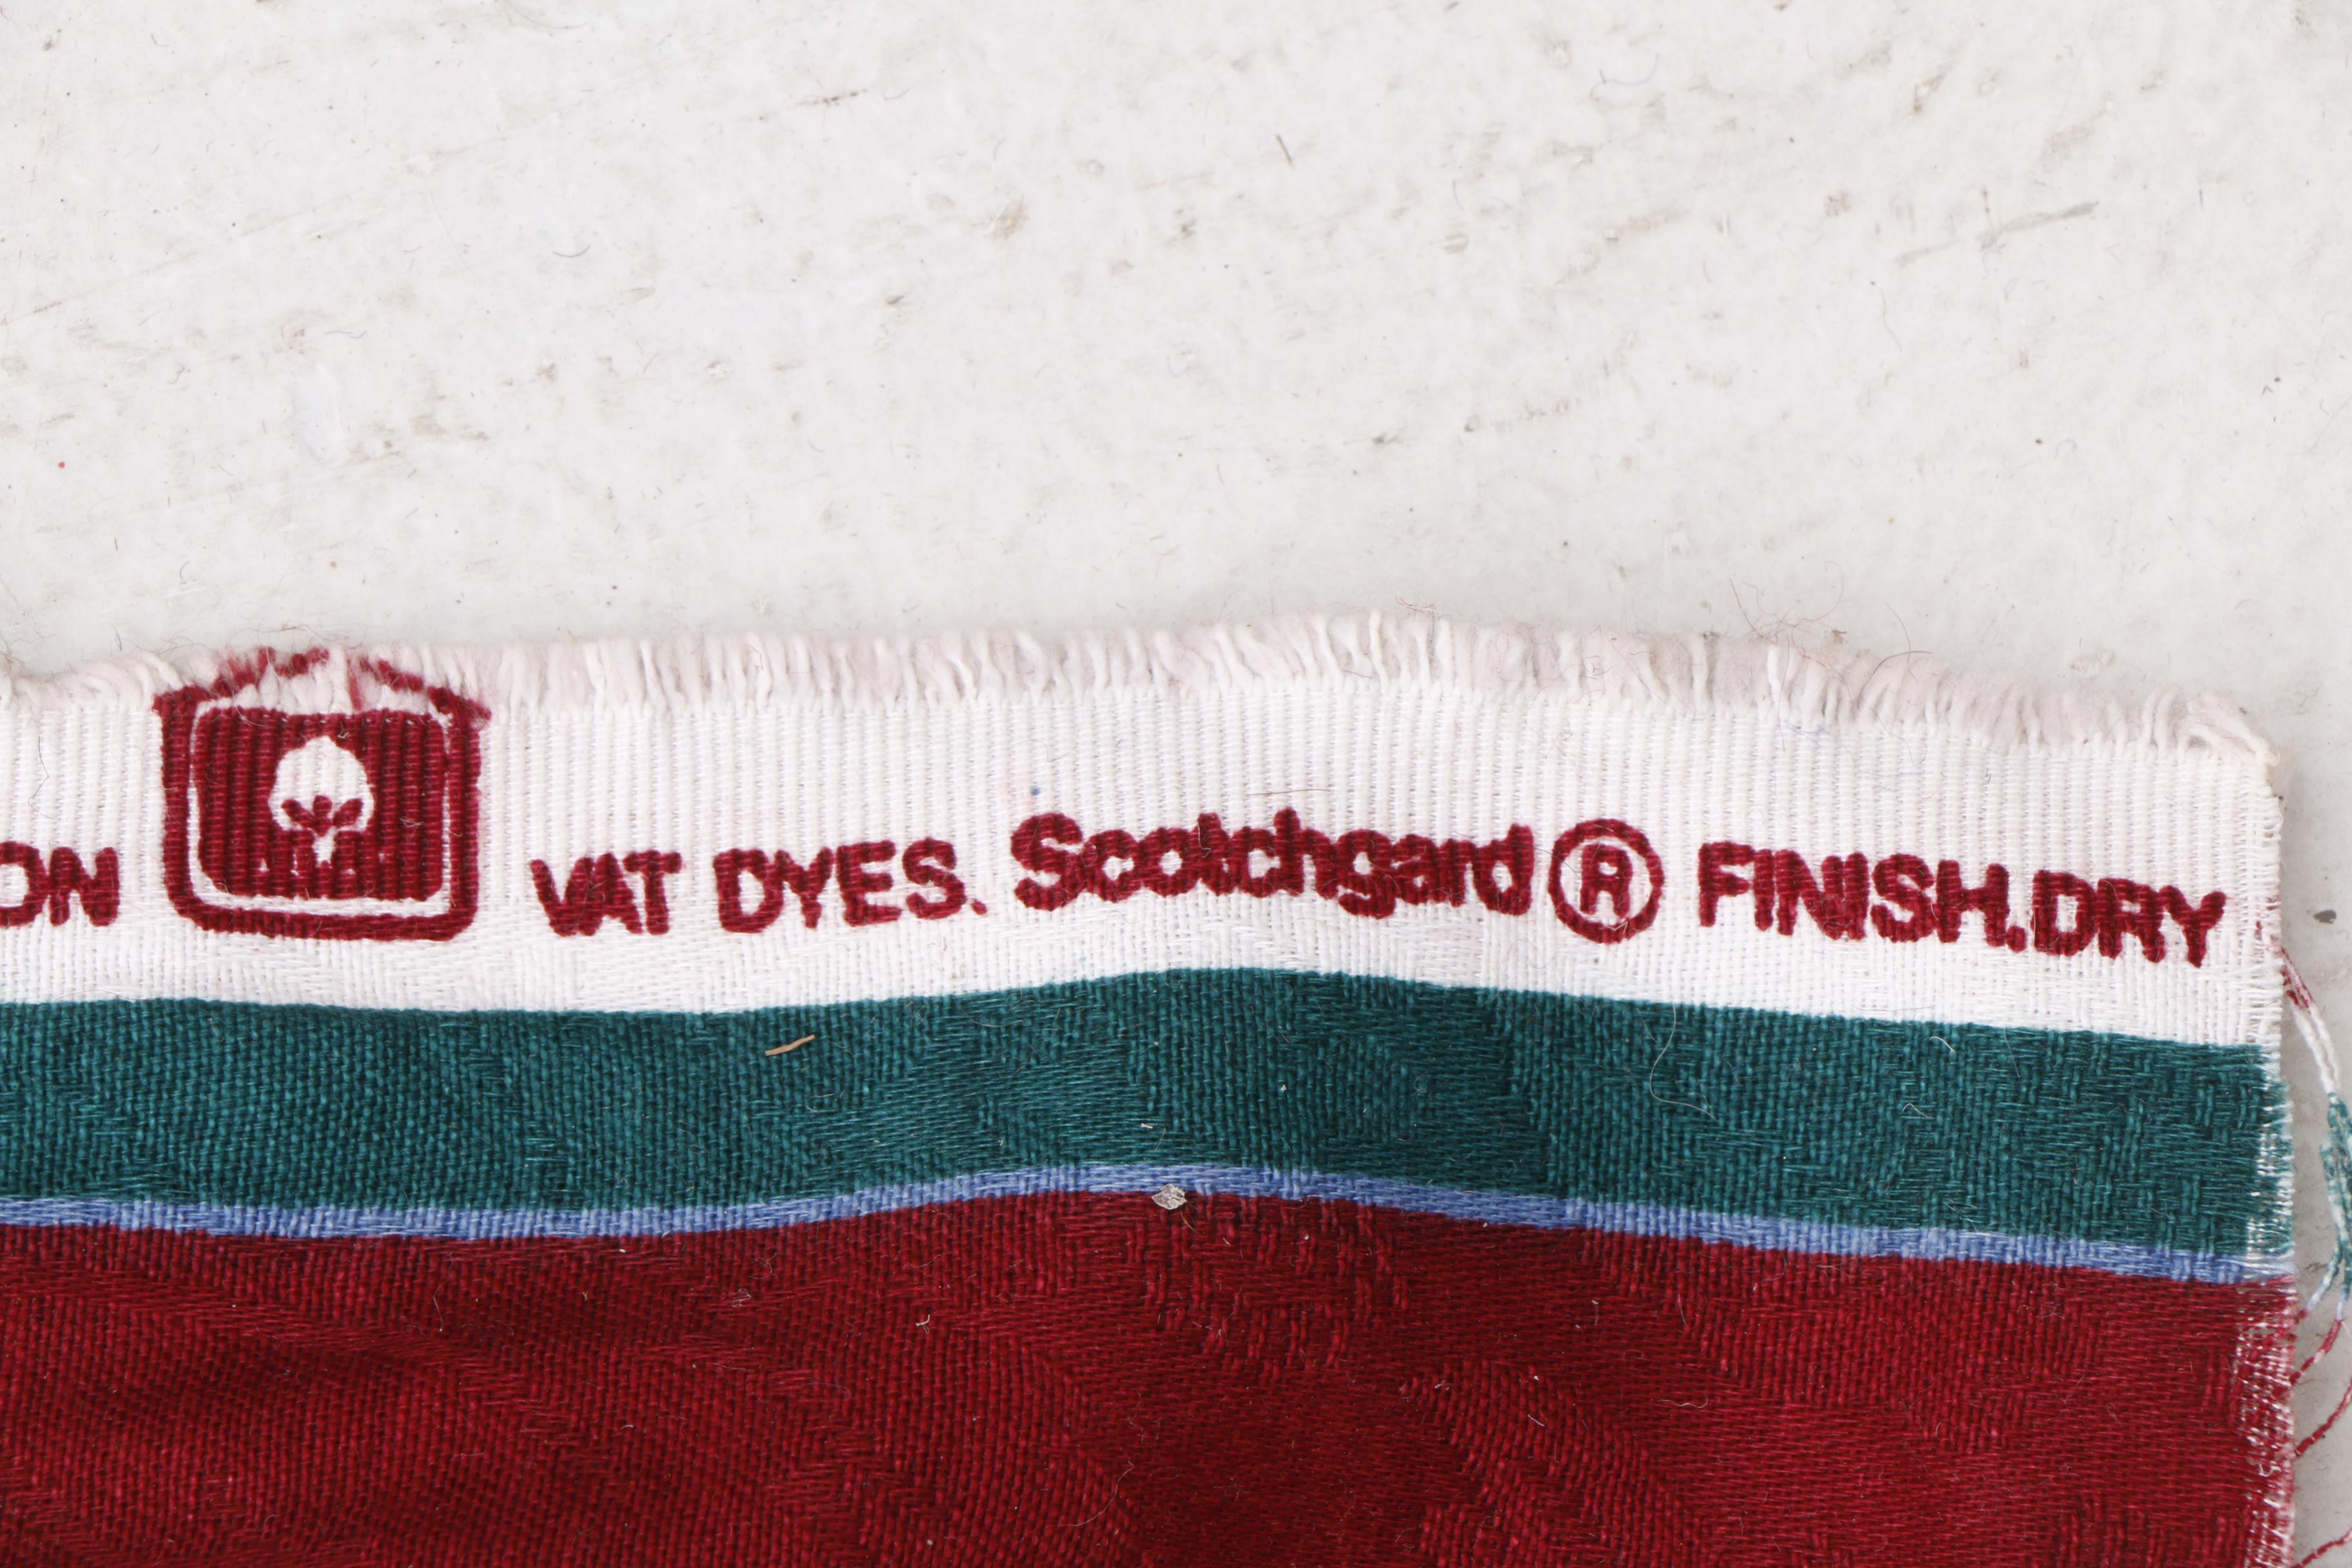 ON VAT DYES. Scotchgard ® FINISH.DRY